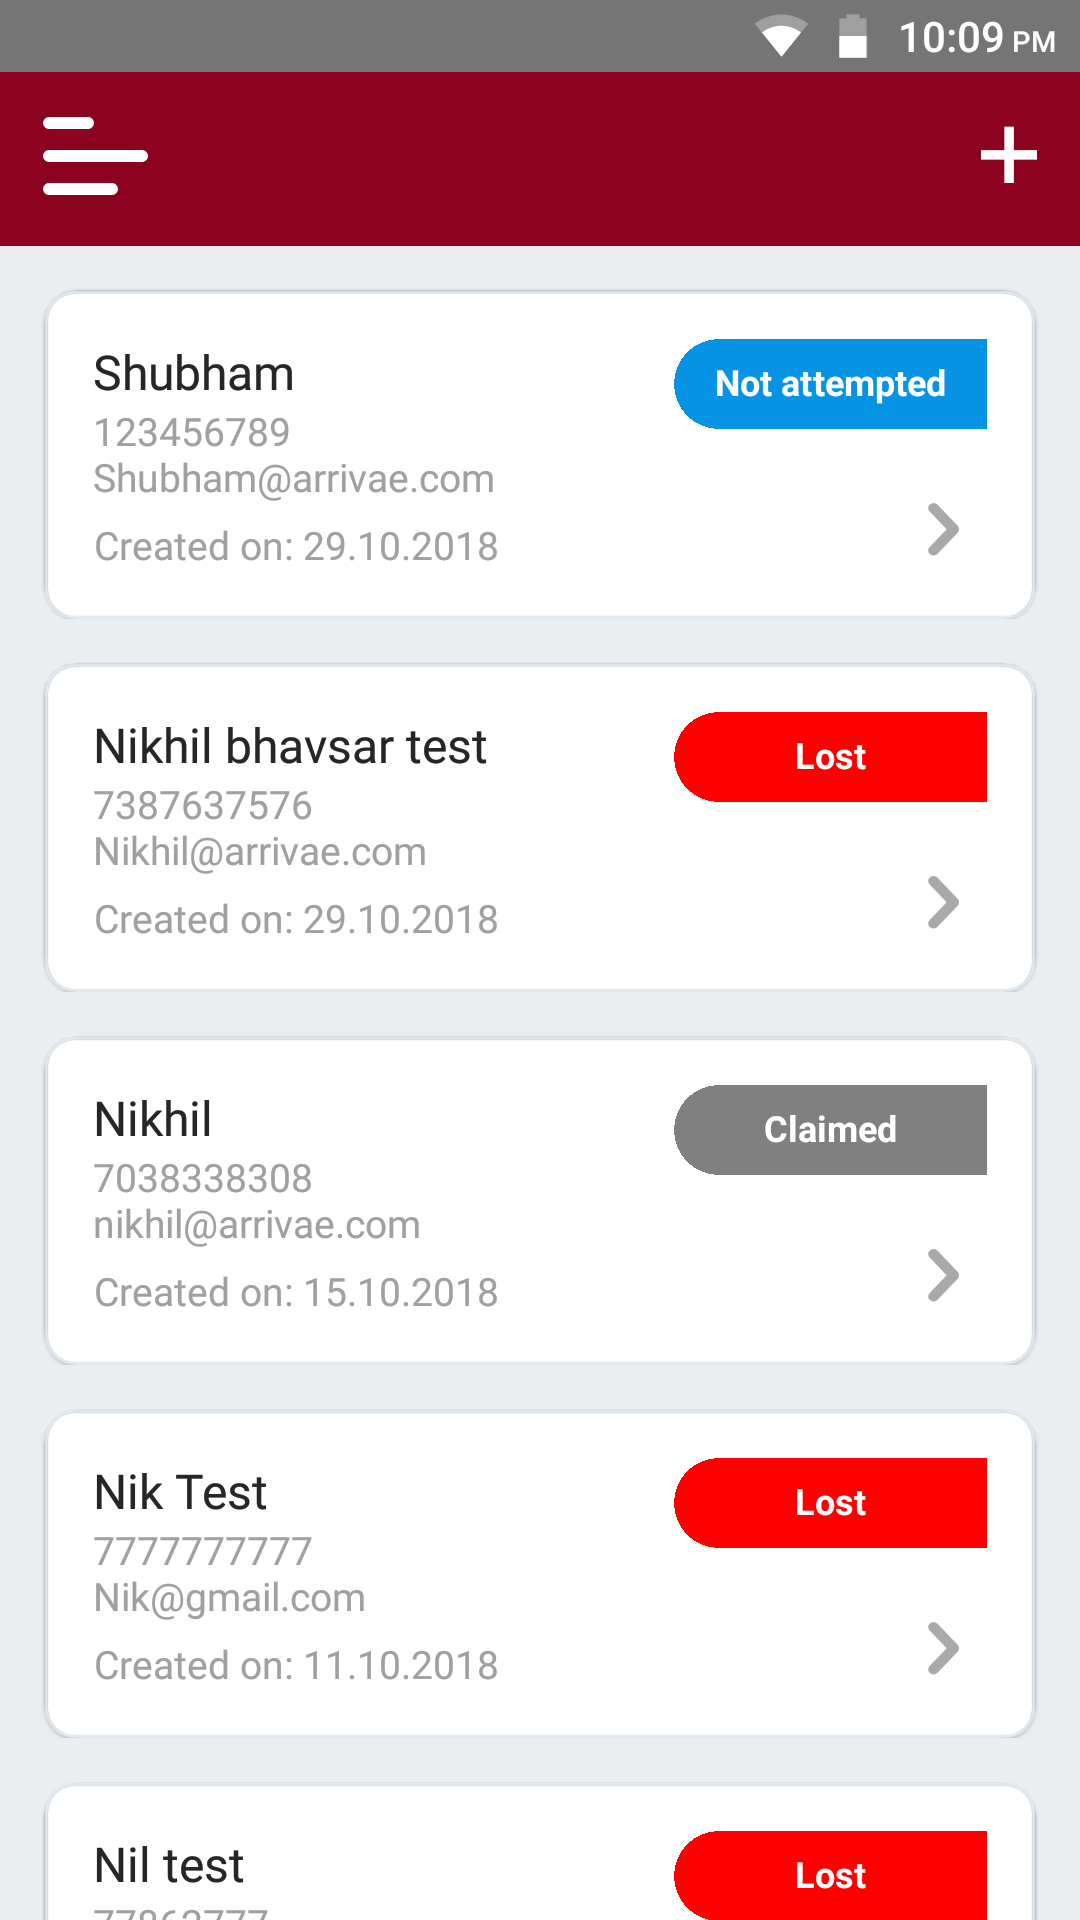 10:09 PM
Shubham
Not attempted
123456789
Shubham@arrivae.com
Created on: 29.10.2018
Nikhil bhavsar test
Lost
7387637576
Nikhil@arrivae.com
Created on: 29.10.2018
Nikhil
Claimed
7038338308
nikhil@arrivae.com
Created on: 15.10.2018
Nik Test
Lost
7777777777
Nik@gmail.com
Created on: 11.10.2018
Nil test
Lost